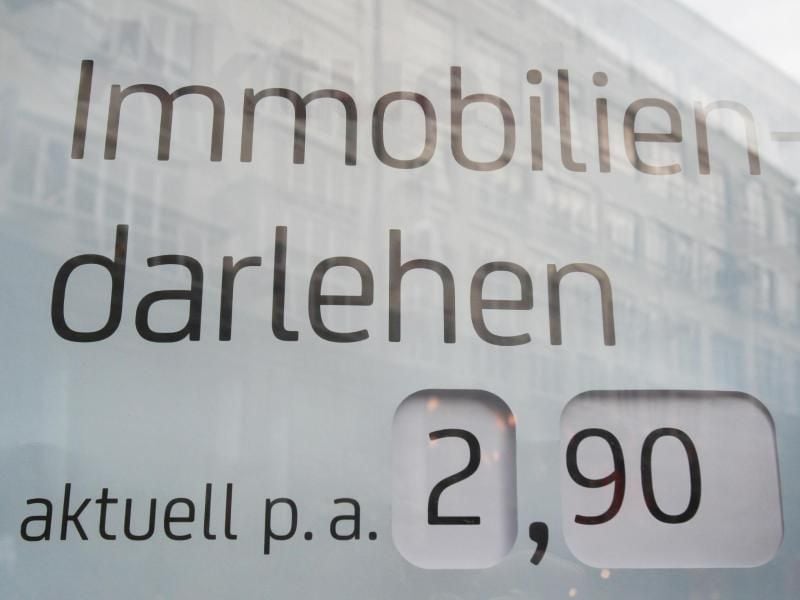 Immobilien-
darlehen
aktuell p. a. 2,90